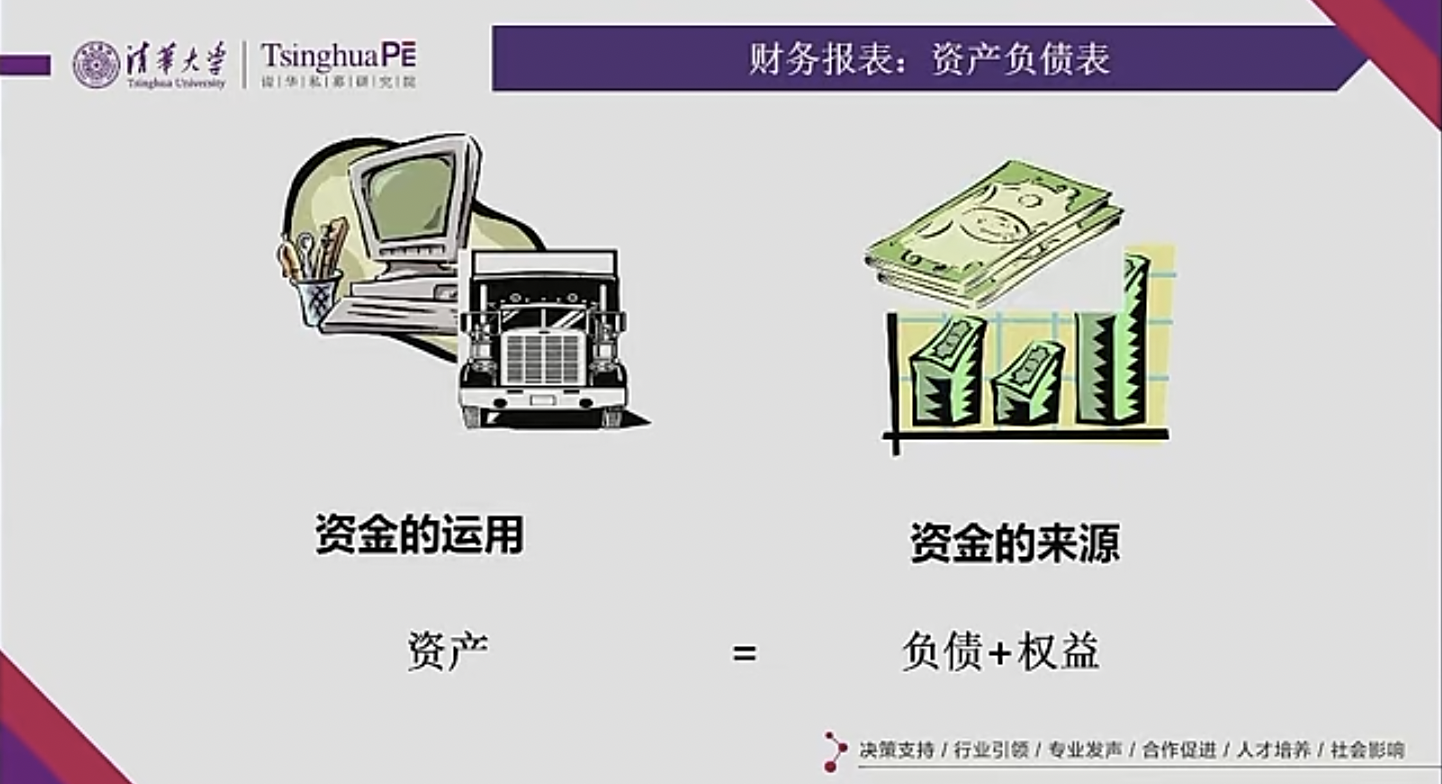 清华大学
Tsinghua University
TsinghuaPE
清|华|私|募|研|究|院
财务报表：资产负债表
资金的运用
资金的来源
资产 = 负债+权益
决策支持 / 行业引领 / 专业发声 / 合作促进 / 人才培养 / 社会影响